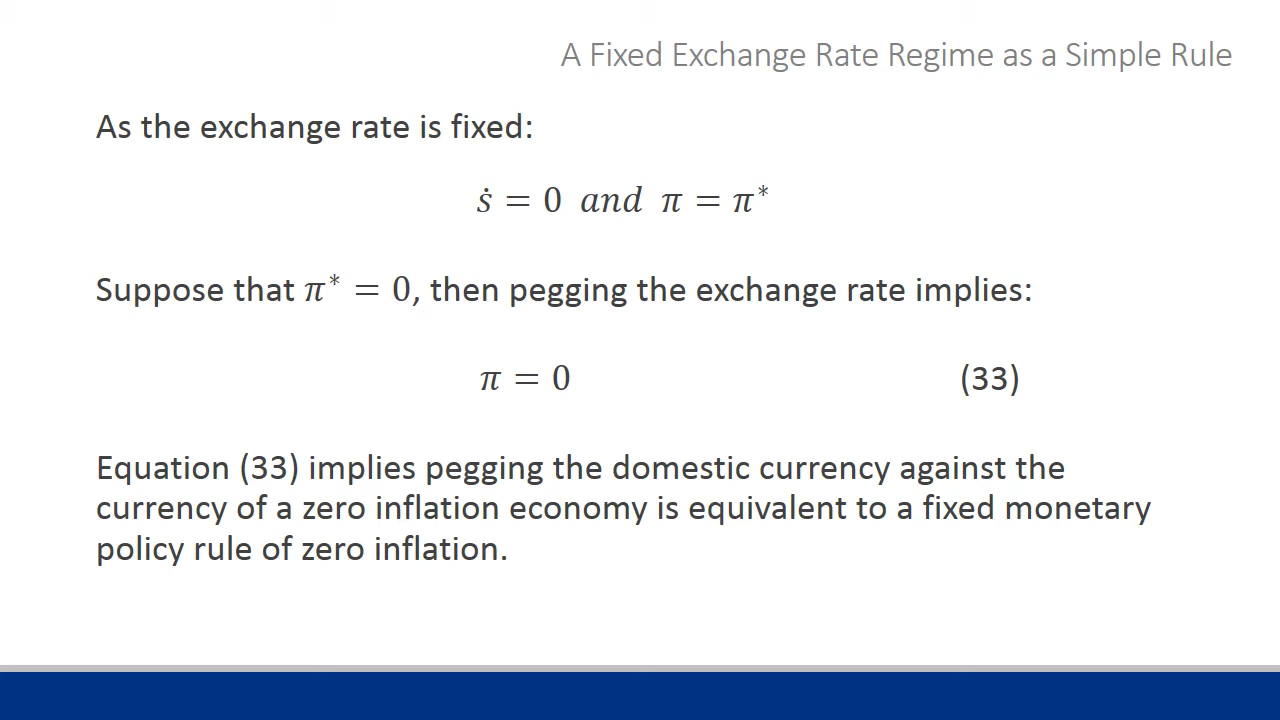 A Fixed Exchange Rate Regime as a Simple Rule
As the exchange rate is fixed:
ṡ = 0 and π = π*
Suppose that π* = 0, then pegging the exchange rate implies:
π = 0 (33)
Equation (33) implies pegging the domestic currency against the
currency of a zero inflation economy is equivalent to a fixed monetary
policy rule of zero inflation.